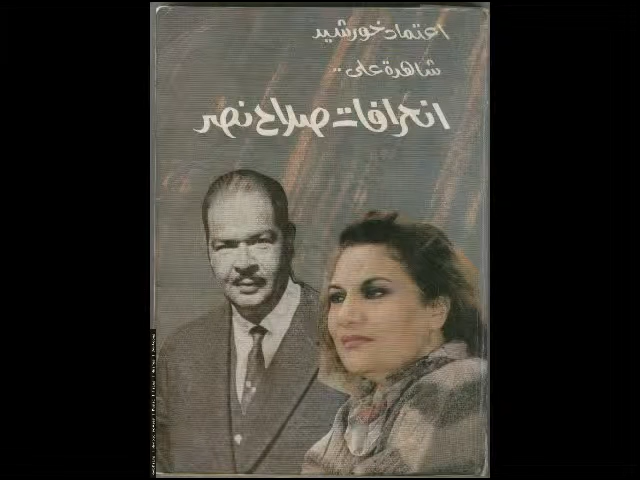 اعتماد خورشيد
شاهدة على ..
انحرافات صلاح نصر